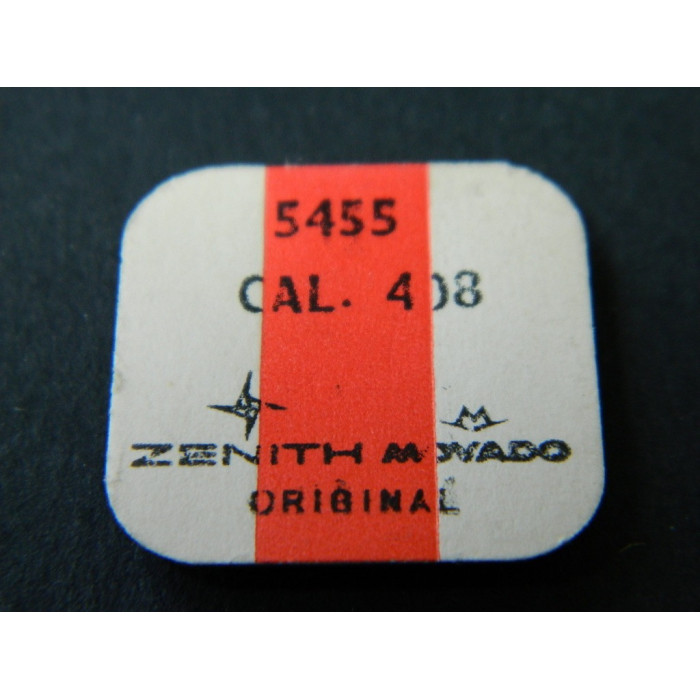 5455
CAL. 408
ZENITH MOVADO
ORIGINAL